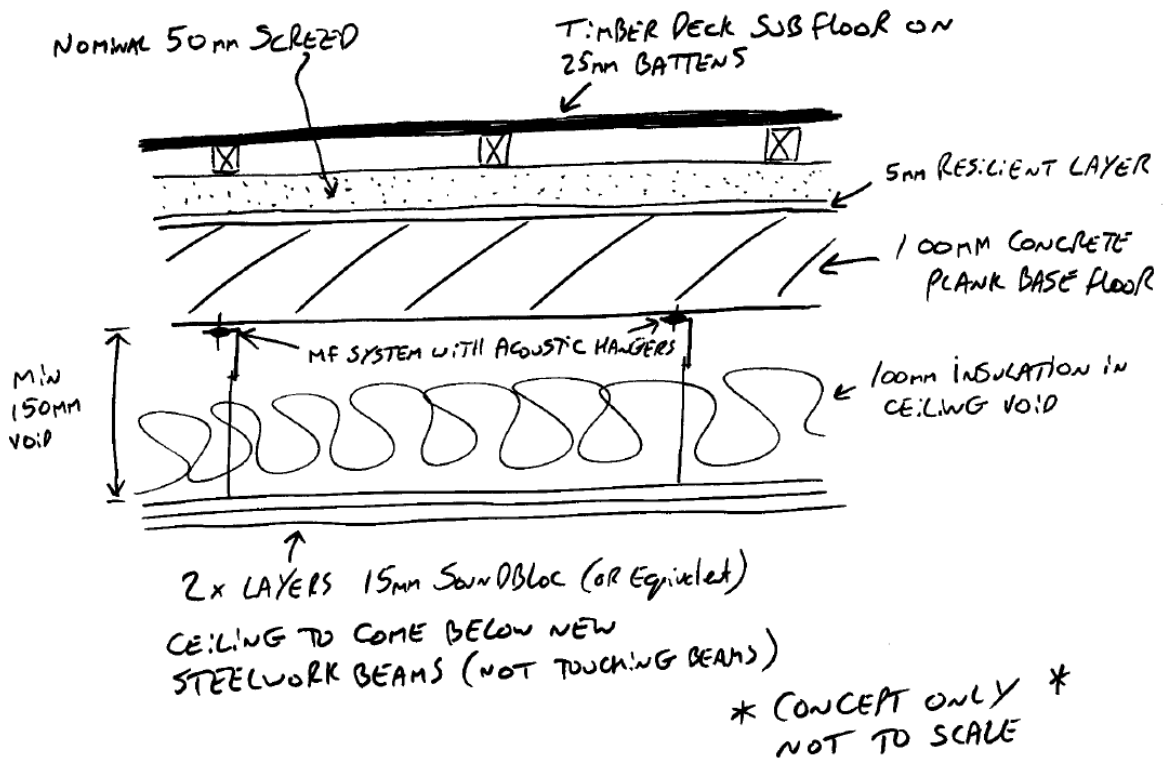 NOMINAL 50mm SCREED
TIMBER DECK SUB FLOOR ON
25mm BATTENS
5mm RESILIENT LAYER
100MM CONCRETE
PLANK BASE FLOOR
MF SYSTEM WITH ACOUSTIC HANGERS
MIN
150MM
VOID
100mm INSULATION IN
CEILING VOID
2x LAYERS 15mm SOUNDBLOC (OR Equivelent)
CEILING TO COME BELOW NEW
STEELWORK BEAMS (NOT TOUCHING BEAMS)
* CONCEPT ONLY *
NOT TO SCALE